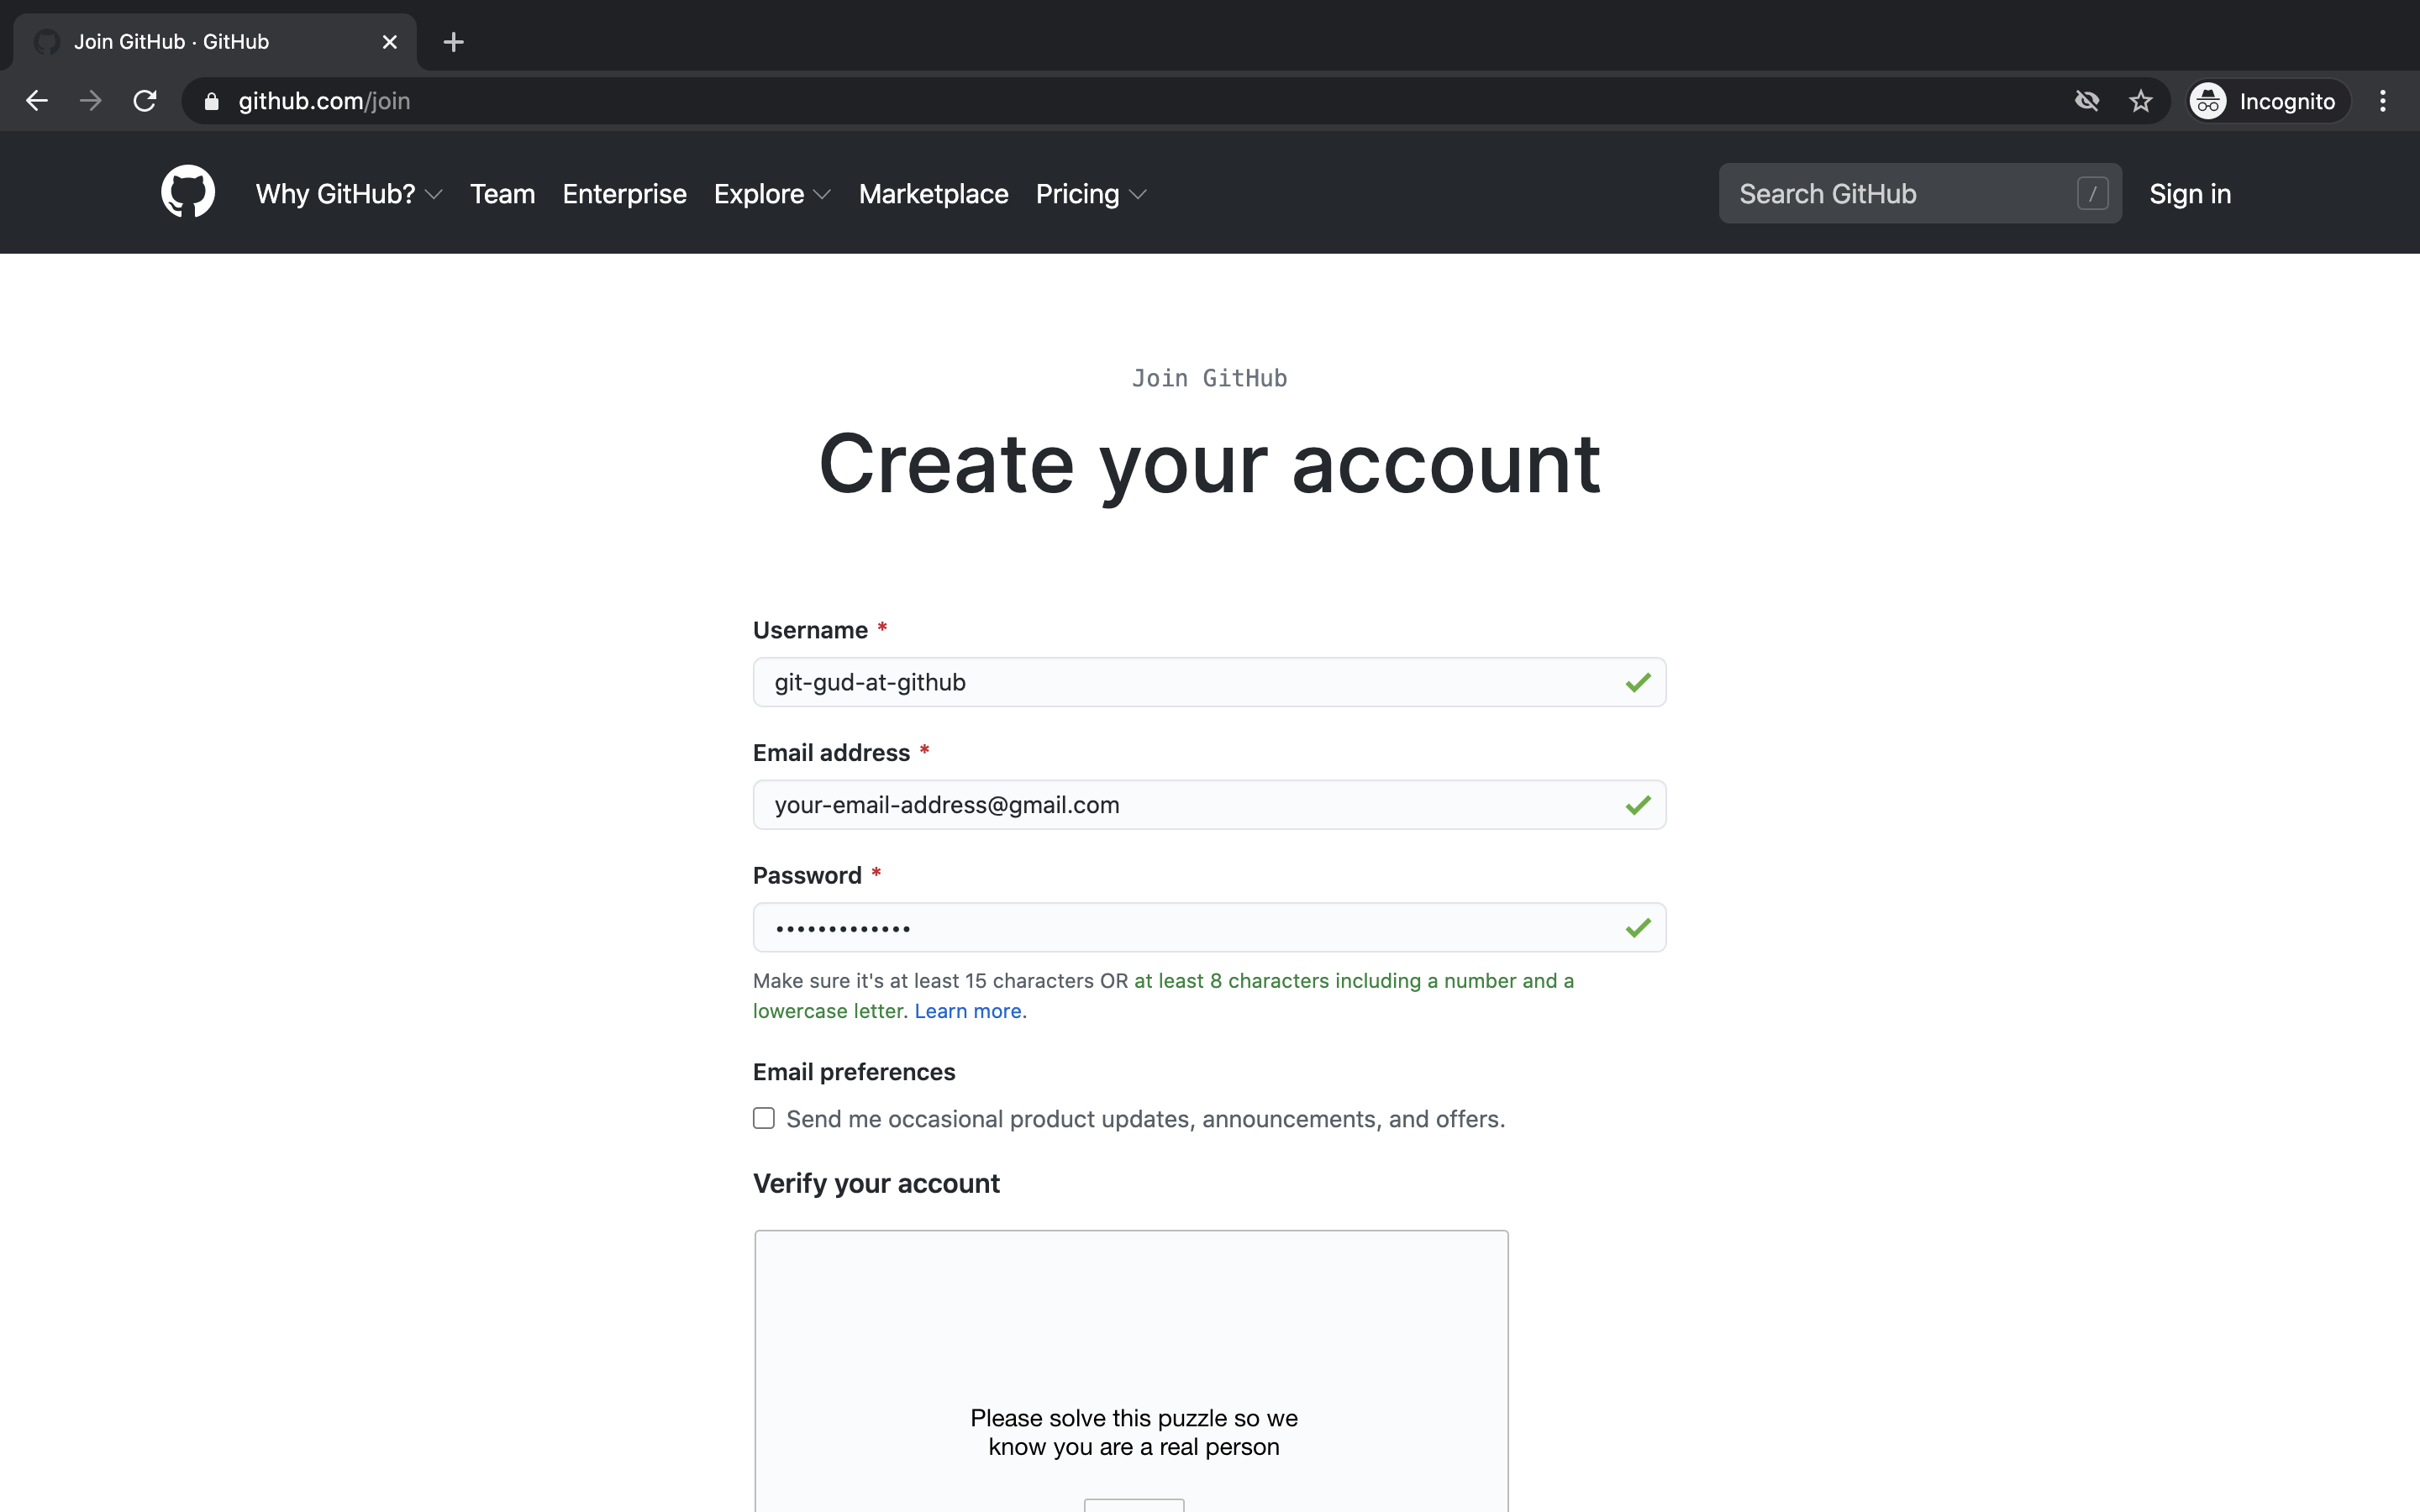 Join GitHub · GitHub
github.com/join
Incognito
Why GitHub? Team Enterprise Explore Marketplace Pricing Search GitHub / Sign in
Join GitHub
Create your account
Username *
git-gud-at-github
Email address *
your-email-address@gmail.com
Password *
•••••••••••••
Make sure it's at least 15 characters OR at least 8 characters including a number and a
lowercase letter. Learn more.
Email preferences
Send me occasional product updates, announcements, and offers.
Verify your account
Please solve this puzzle so we
know you are a real person